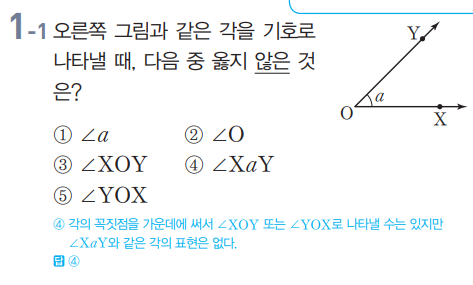 1-1 오른쪽 그림과 같은 각을 기호로
나타낼 때, 다음 중 옳지 않은 것
은?
① ∠a ② ∠O
③ ∠XOY ④ ∠XaY
⑤ ∠YOX
Y
a
O
X
④ 각의 꼭짓점을 가운데에 써서 ∠XOY 또는 ∠YOX로 나타낼 수는 있지만
∠XaY와 같은 각의 표현은 없다.
답 ④